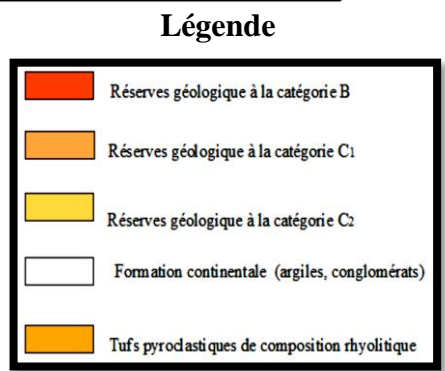 Légende
Réserves géologique à la catégorie B
Réserves géologique à la catégorie C1
Réserves géologique à la catégorie C2
Formation continentale (argiles, conglomérats)
Tufs pyroclastiques de composition rhyolitique